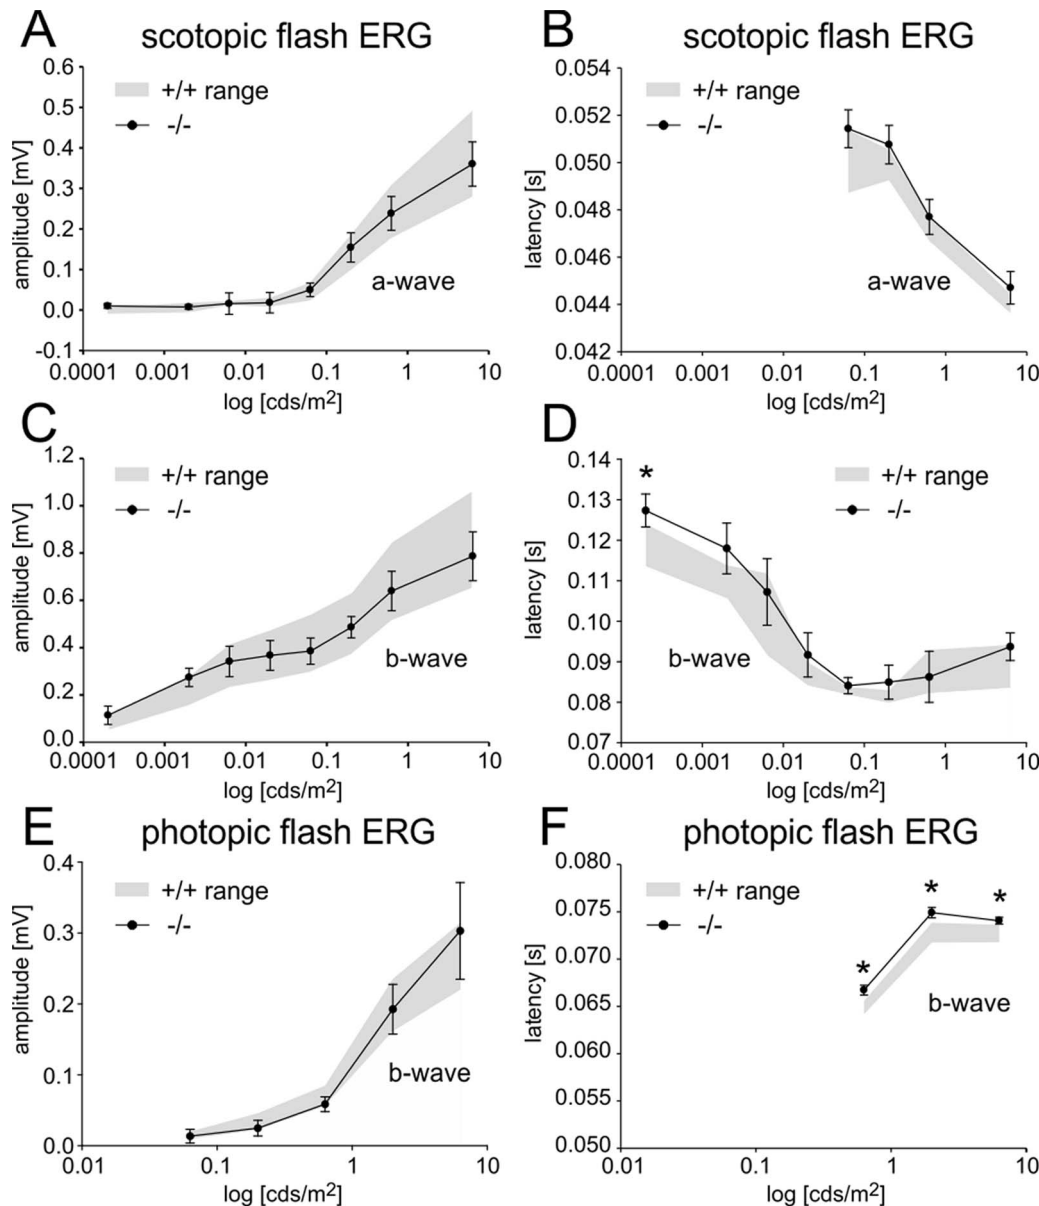 A
scotopic flash ERG
+/+ range
-/-
amplitude [mV]
0.6
0.5
0.4
0.3
0.2
0.1
0.0
-0.1
a-wave
0.0001 0.001 0.01 0.1 1 10
log [cds/m²]
B
scotopic flash ERG
+/+ range
-/-
latency [s]
0.054
0.052
0.050
0.048
0.046
0.044
0.042
a-wave
0.0001 0.001 0.01 0.1 1 10
log [cds/m²]
C
+/+ range
-/-
amplitude [mV]
1.2
1.0
0.8
0.6
0.4
0.2
0.0
b-wave
0.0001 0.001 0.01 0.1 1 10
log [cds/m²]
D
*
+/+ range
-/-
latency [s]
0.14
0.13
0.12
0.11
0.10
0.09
0.08
0.07
b-wave
0.0001 0.001 0.01 0.1 1 10
log [cds/m²]
E
photopic flash ERG
+/+ range
-/-
amplitude [mV]
0.4
0.3
0.2
0.1
0.0
b-wave
0.01 0.1 1 10
log [cds/m²]
F
photopic flash ERG
+/+ range
-/-
* * *
latency [s]
0.080
0.075
0.070
0.065
0.060
0.055
0.050
b-wave
0.01 0.1 1 10
log [cds/m²]